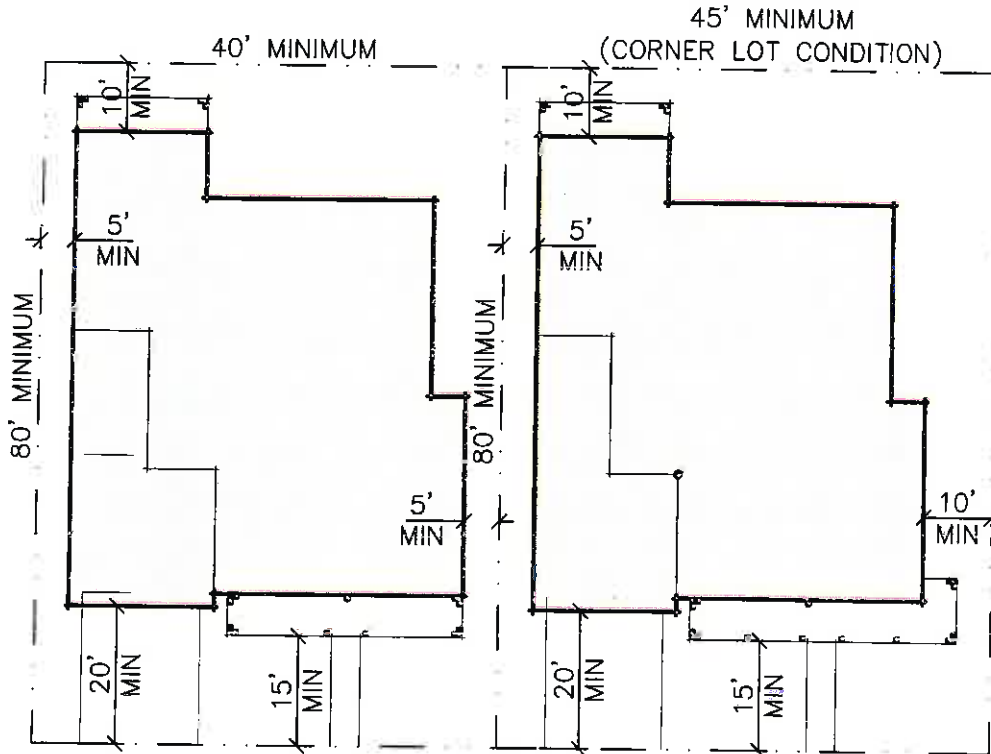 40' MINIMUM
45' MINIMUM
(CORNER LOT CONDITION)
10'
MIN
10'
MIN
5'
MIN
5'
MIN
80' MINIMUM
80' MINIMUM
5'
MIN
10'
MIN
20'
MIN
15'
MIN
20'
MIN
15'
MIN